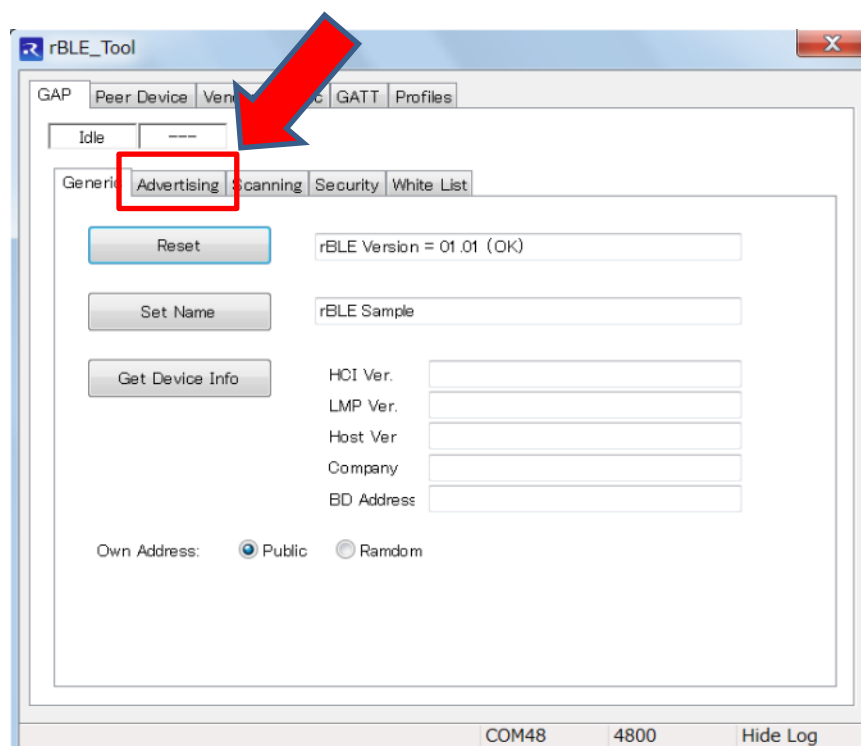 rBLE_Tool
GAP Peer Device GATT Profiles
Idle ---
Generic Advertising Scanning Security White List
Reset rBLE Version = 01.01 (OK)
Set Name rBLE Sample
Get Device Info HCI Ver.
LMP Ver.
Host Ver
Company
BD Address
Own Address: Public Ramdom
COM48 4800 Hide Log